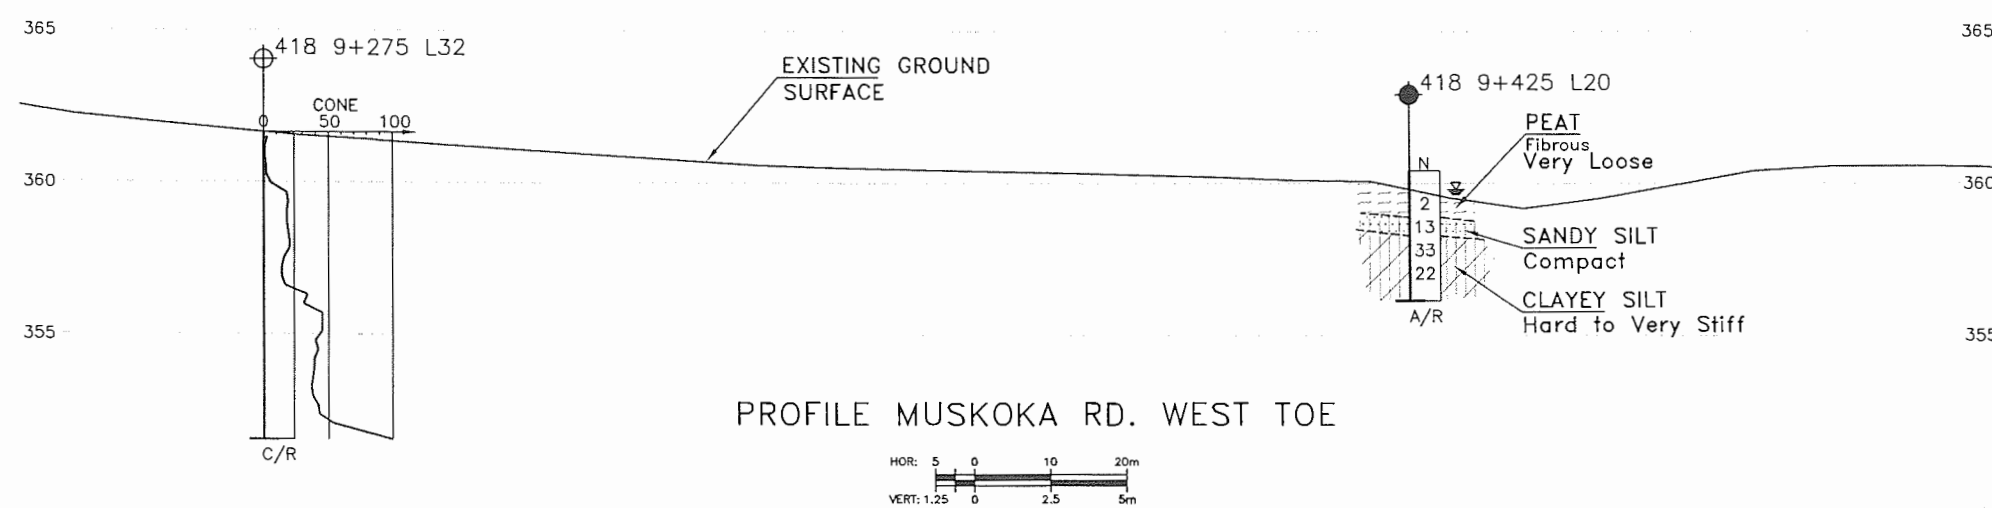 365
365
418 9+275 L32
EXISTING GROUND
SURFACE
418 9+425 L20
CONE
0 50 100
PEAT
Fibrous
Very Loose
N
360
360
2
13
33
22
SANDY SILT
Compact
CLAYEY SILT
Hard to Very Stiff
A/R
355
355
PROFILE MUSKOKA RD. WEST TOE
C/R
HOR: 5 0 10 20m
VERT: 1.25 0 2.5 5m